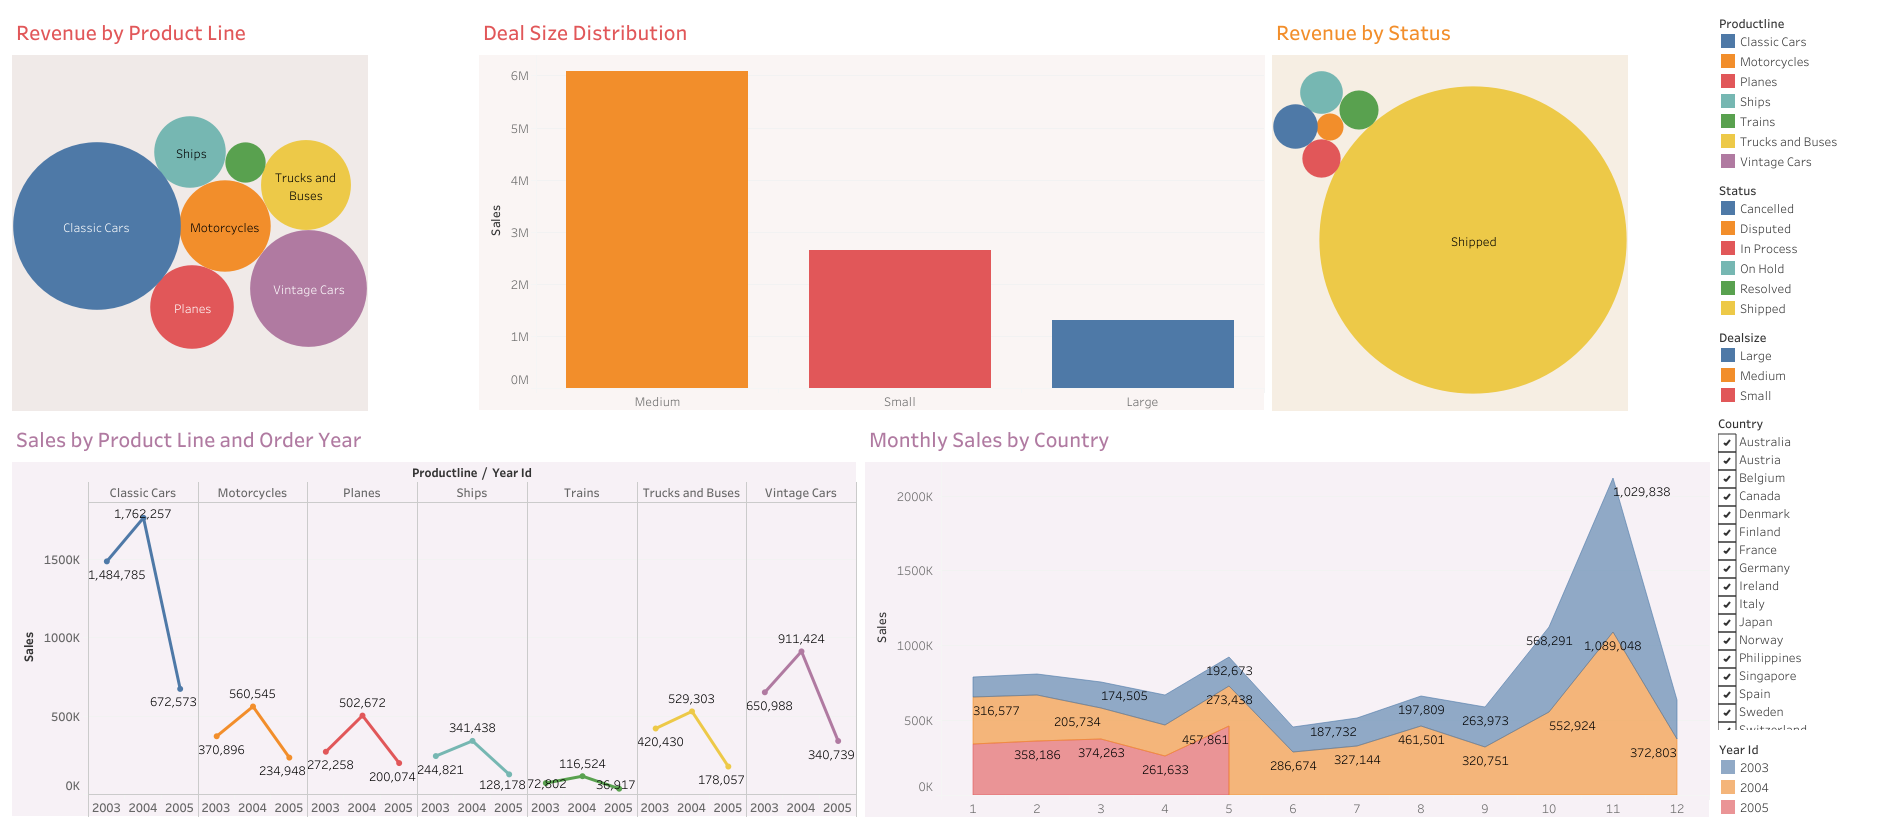 Revenue by Product Line
Ships
Trucks and
Buses
Classic Cars
Motorcycles
Vintage Cars
Planes
Deal Size Distribution
Sales
6M
5M
4M
3M
2M
1M
0M
Medium
Small
Large
Revenue by Status
Shipped
Sales by Product Line and Order Year
Productline / Year Id
Classic Cars
Motorcycles
Planes
Ships
Trains
Trucks and Buses
Vintage Cars
Sales
1500K
1000K
500K
0K
1,484,785
1,762,257
672,573
370,896
560,545
234,948
272,258
502,672
200,074
244,821
341,438
128,178
72,802
116,524
36,917
420,430
529,303
178,057
650,988
911,424
340,739
2003 2004 2005
2003 2004 2005
2003 2004 2005
2003 2004 2005
2003 2004 2005
2003 2004 2005
2003 2004 2005
Monthly Sales by Country
Sales
2000K
1500K
1000K
500K
0K
1,029,838
568,291
1,089,048
192,673
174,505
273,438
316,577
205,734
197,809
263,973
187,732
552,924
457,861
461,501
358,186
374,263
372,803
261,633
286,674
327,144
320,751
1 2 3 4 5 6 7 8 9 10 11 12
Productline
Classic Cars
Motorcycles
Planes
Ships
Trains
Trucks and Buses
Vintage Cars
Status
Cancelled
Disputed
In Process
On Hold
Resolved
Shipped
Dealsize
Large
Medium
Small
Country
Australia
Austria
Belgium
Canada
Denmark
Finland
France
Germany
Ireland
Italy
Japan
Norway
Philippines
Singapore
Spain
Sweden
Switzerland
Year Id
2003
2004
2005